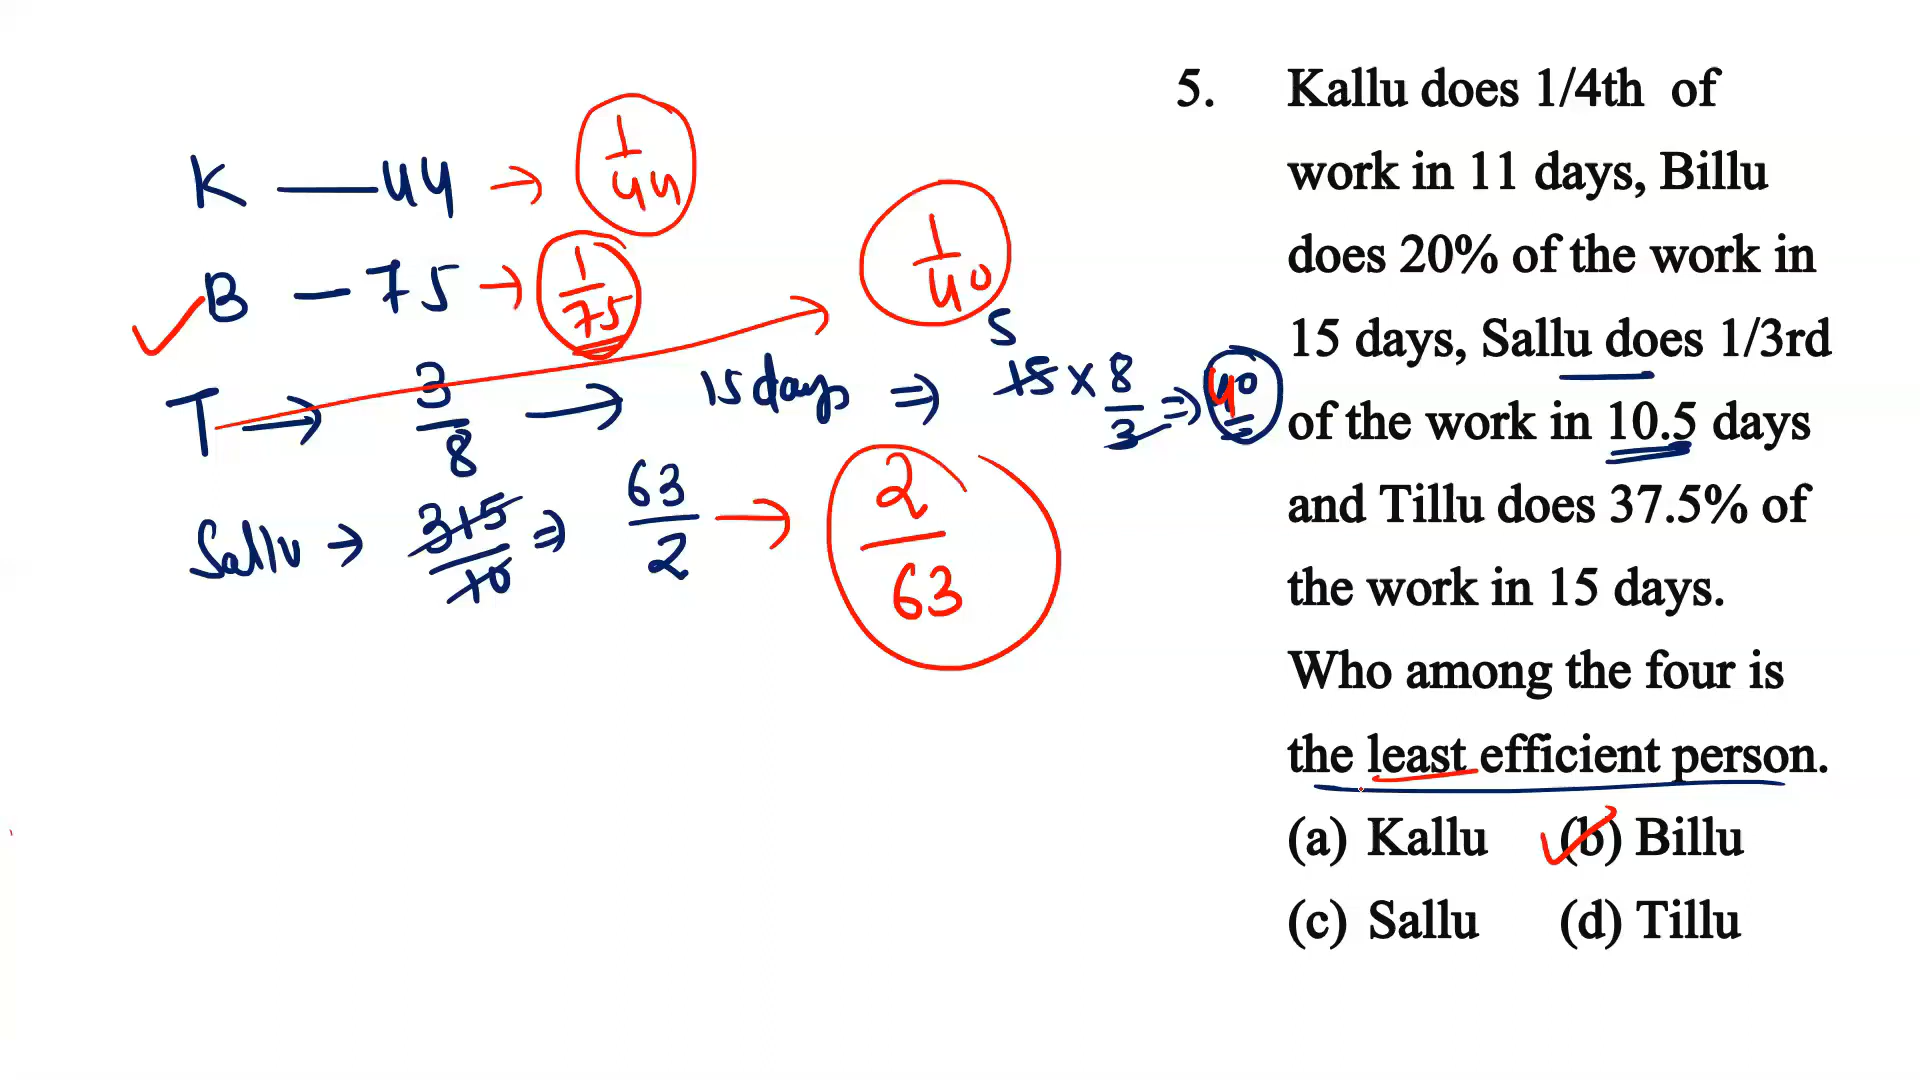 K — 44 → 1/44
B — 75 → 1/75
1/40
T → 3/8 → 15 days ⇒ 15 × 8/3 ⇒ 40
5
Sallu → 315/10 ⇒ 63/2 → 2/63
5. Kallu does 1/4th of
work in 11 days, Billu
does 20% of the work in
15 days, Sallu does 1/3rd
of the work in 10.5 days
and Tillu does 37.5% of
the work in 15 days.
Who among the four is
the least efficient person.
(a) Kallu (b) Billu
(c) Sallu (d) Tillu